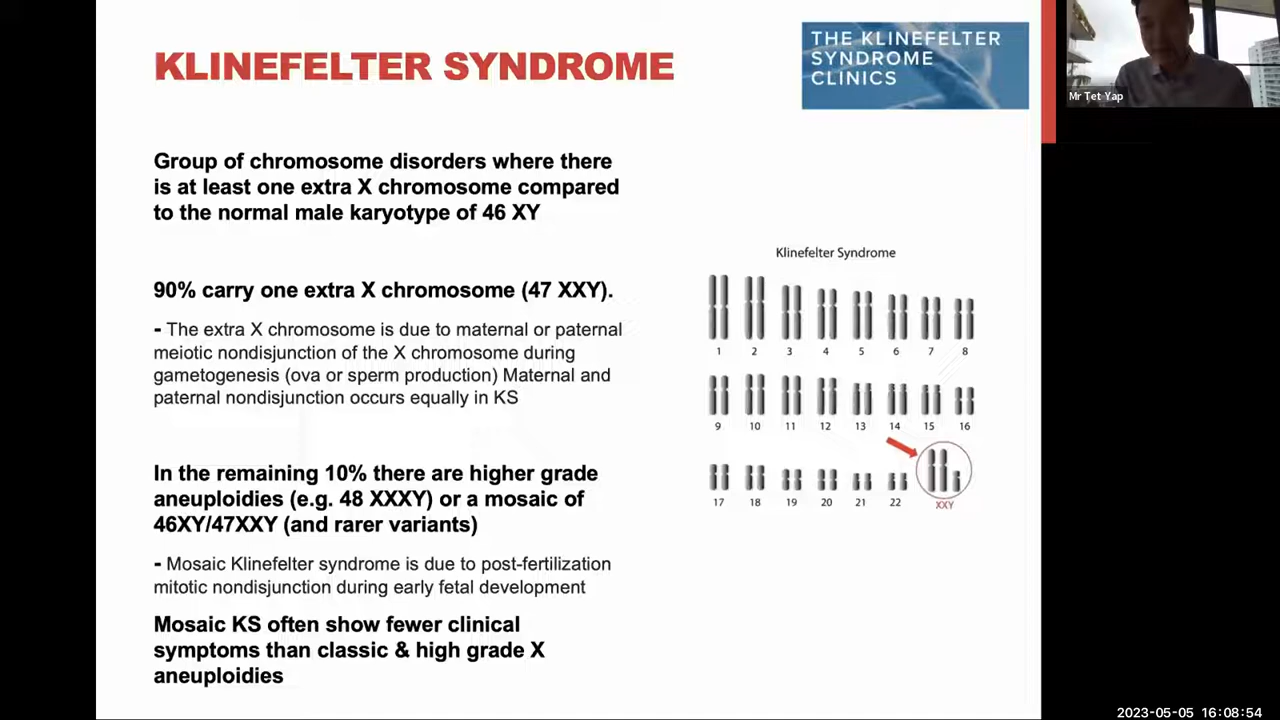 KLINEFELTER SYNDROME
THE KLINEFELTER
SYNDROME
CLINICS
Mr Tet Yap
Group of chromosome disorders where there
is at least one extra X chromosome compared
to the normal male karyotype of 46 XY
90% carry one extra X chromosome (47 XXY).
- The extra X chromosome is due to maternal or paternal
meiotic nondisjunction of the X chromosome during
gametogenesis (ova or sperm production) Maternal and
paternal nondisjunction occurs equally in KS
In the remaining 10% there are higher grade
aneuploidies (e.g. 48 XXXY) or a mosaic of
46XY/47XXY (and rarer variants)
- Mosaic Klinefelter syndrome is due to post-fertilization
mitotic nondisjunction during early fetal development
Mosaic KS often show fewer clinical
symptoms than classic & high grade X
aneuploidies
Klinefelter Syndrome
1 2 3 4 5 6 7 8
9 10 11 12 13 14 15 16
17 18 19 20 21 22 XXY
2023-05-05 16:08:54